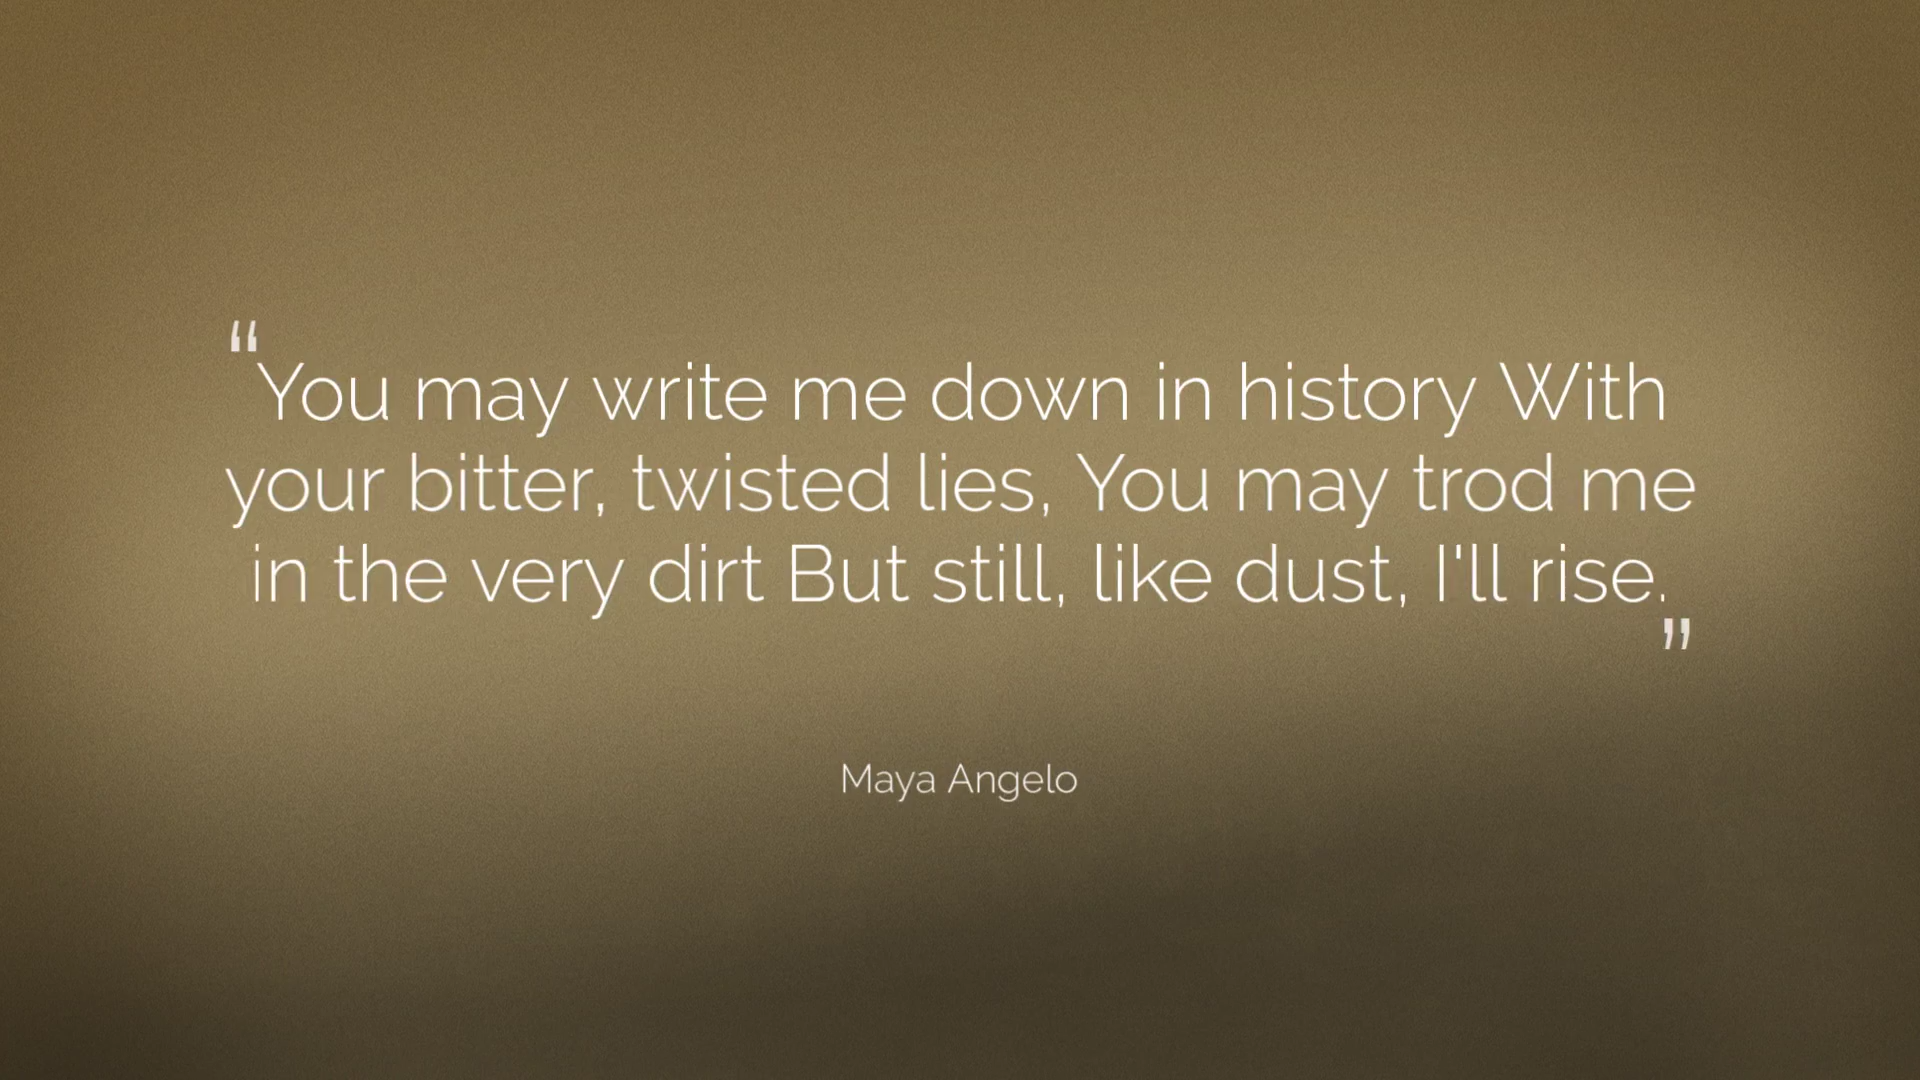 “You may write me down in history With
your bitter, twisted lies, You may trod me
in the very dirt But still, like dust, I'll rise.”
Maya Angelo